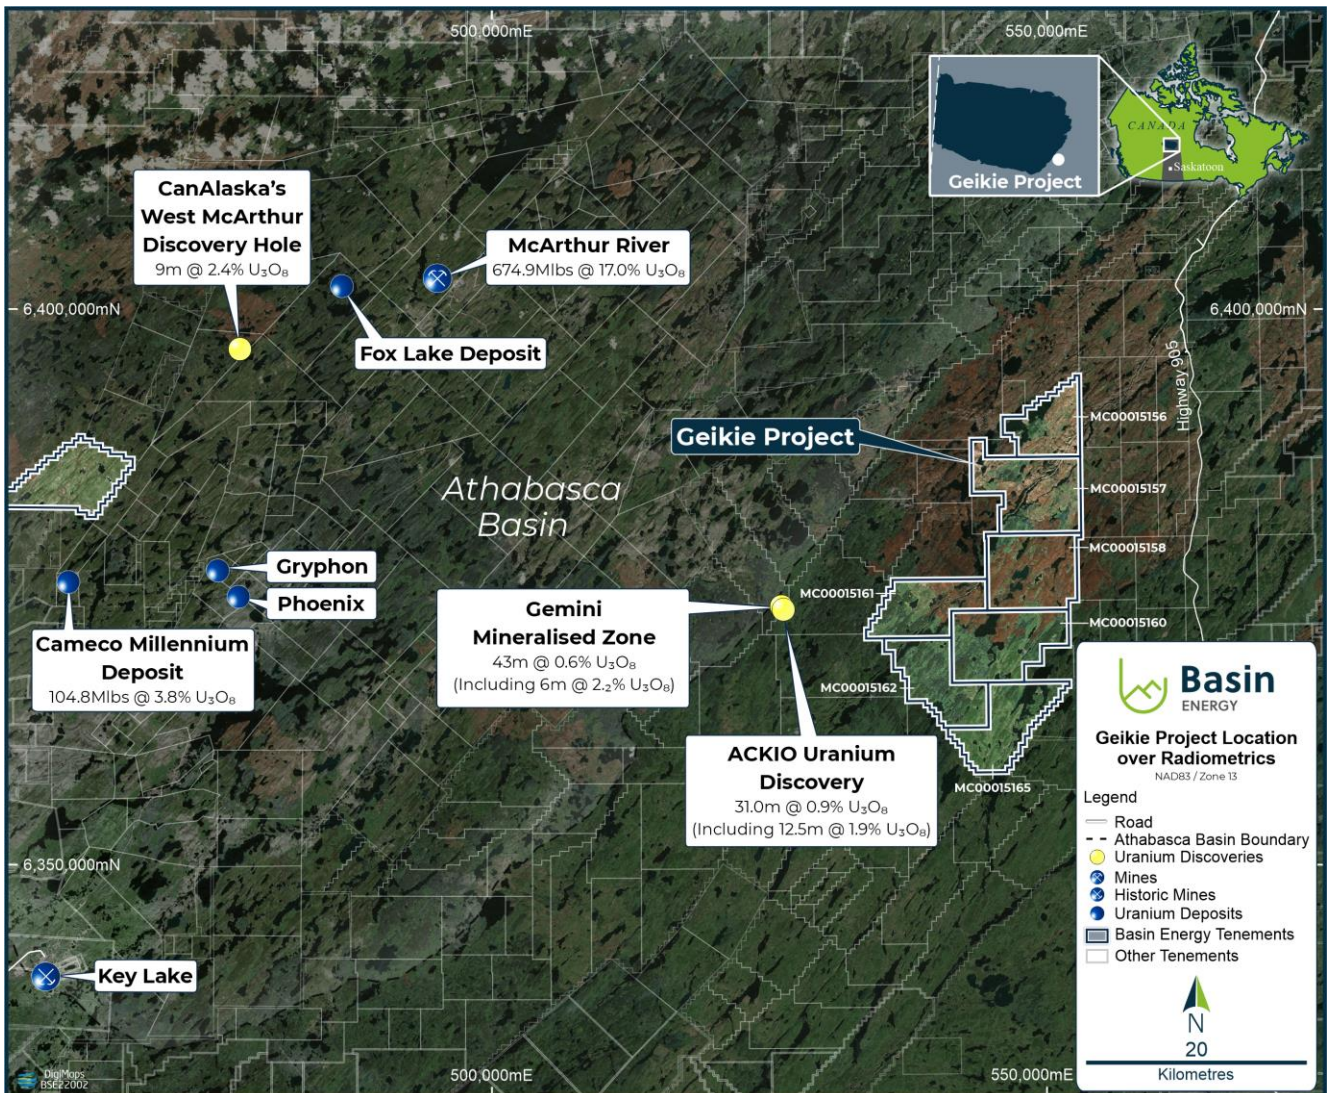 500,000mE
550,000mE
CANADA
Saskatoon
Geikie Project
CanAlaska's
West McArthur
Discovery Hole
9m @ 2.4% U₃O₈
McArthur River
674.9Mlbs @ 17.0% U₃O₈
6,400,000mN
6,400,000mN
Fox Lake Deposit
Highway 905
MC00015156
Geikie Project
MC00015157
Athabasca
Basin
MC00015158
Gryphon
Phoenix
MC00015161
Gemini
Mineralised Zone
43m @ 0.6% U₃O₈
(Including 6m @ 2.₂% U₃O₈)
MC00015160
Cameco Millennium
Deposit
104.8Mlbs @ 3.8% U₃O₈
MC00015162
ACKIO Uranium
Discovery
31.0m @ 0.9% U₃O₈
(Including 12.5m @ 1.9% U₃O₈)
MC00015165
6,350,000mN
Key Lake
Basin
ENERGY
Geikie Project Location
over Radiometrics
NAD83 / Zone 13
Legend
Road
Athabasca Basin Boundary
Uranium Discoveries
Mines
Historic Mines
Uranium Deposits
Basin Energy Tenements
Other Tenements
N
20
Kilometres
DigiMaps
BSE22002
500,000mE
550,000mE